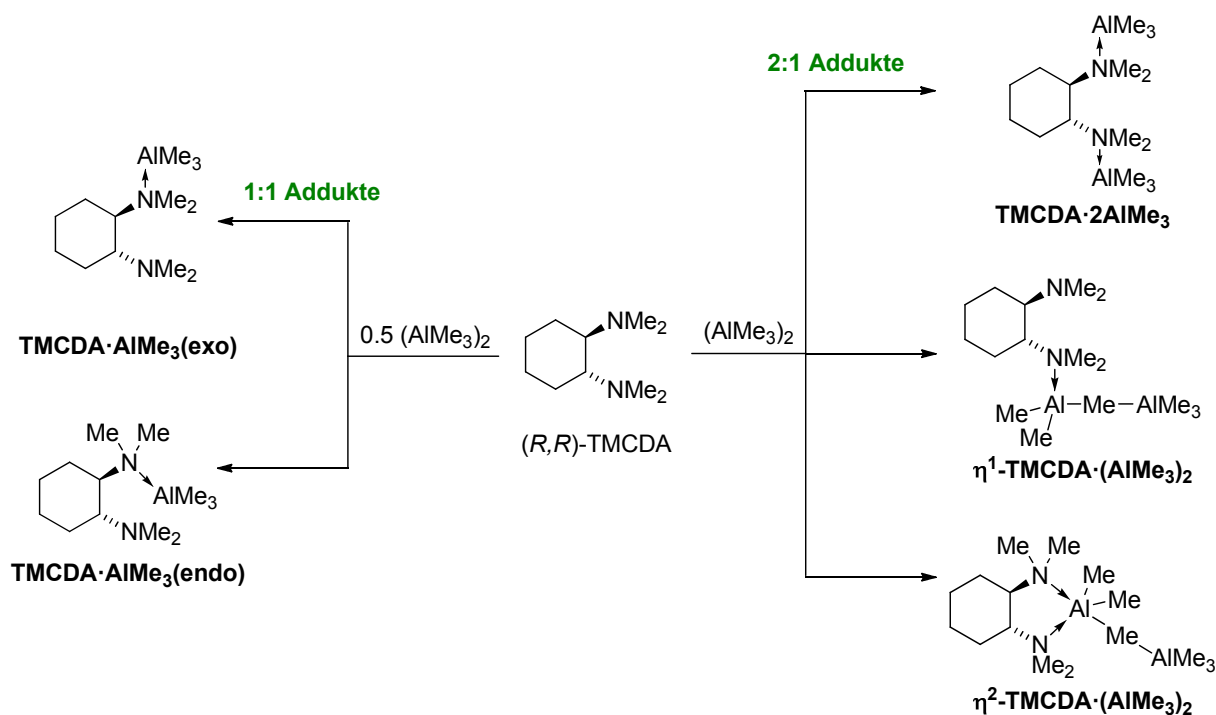 AlMe3
NMe2
NMe2
1:1 Addukte
TMCDA·AlMe3(exo)
Me Me
N
AlMe3
NMe2
TMCDA·AlMe3(endo)
0.5 (AlMe3)2
NMe2
NMe2
(R,R)-TMCDA
(AlMe3)2
2:1 Addukte
AlMe3
NMe2
NMe2
AlMe3
TMCDA·2AlMe3
NMe2
NMe2
Me Al Me AlMe3
Me
η1-TMCDA·(AlMe3)2
Me Me
N Me
Al Me
N Me
Me2 AlMe3
η2-TMCDA·(AlMe3)2